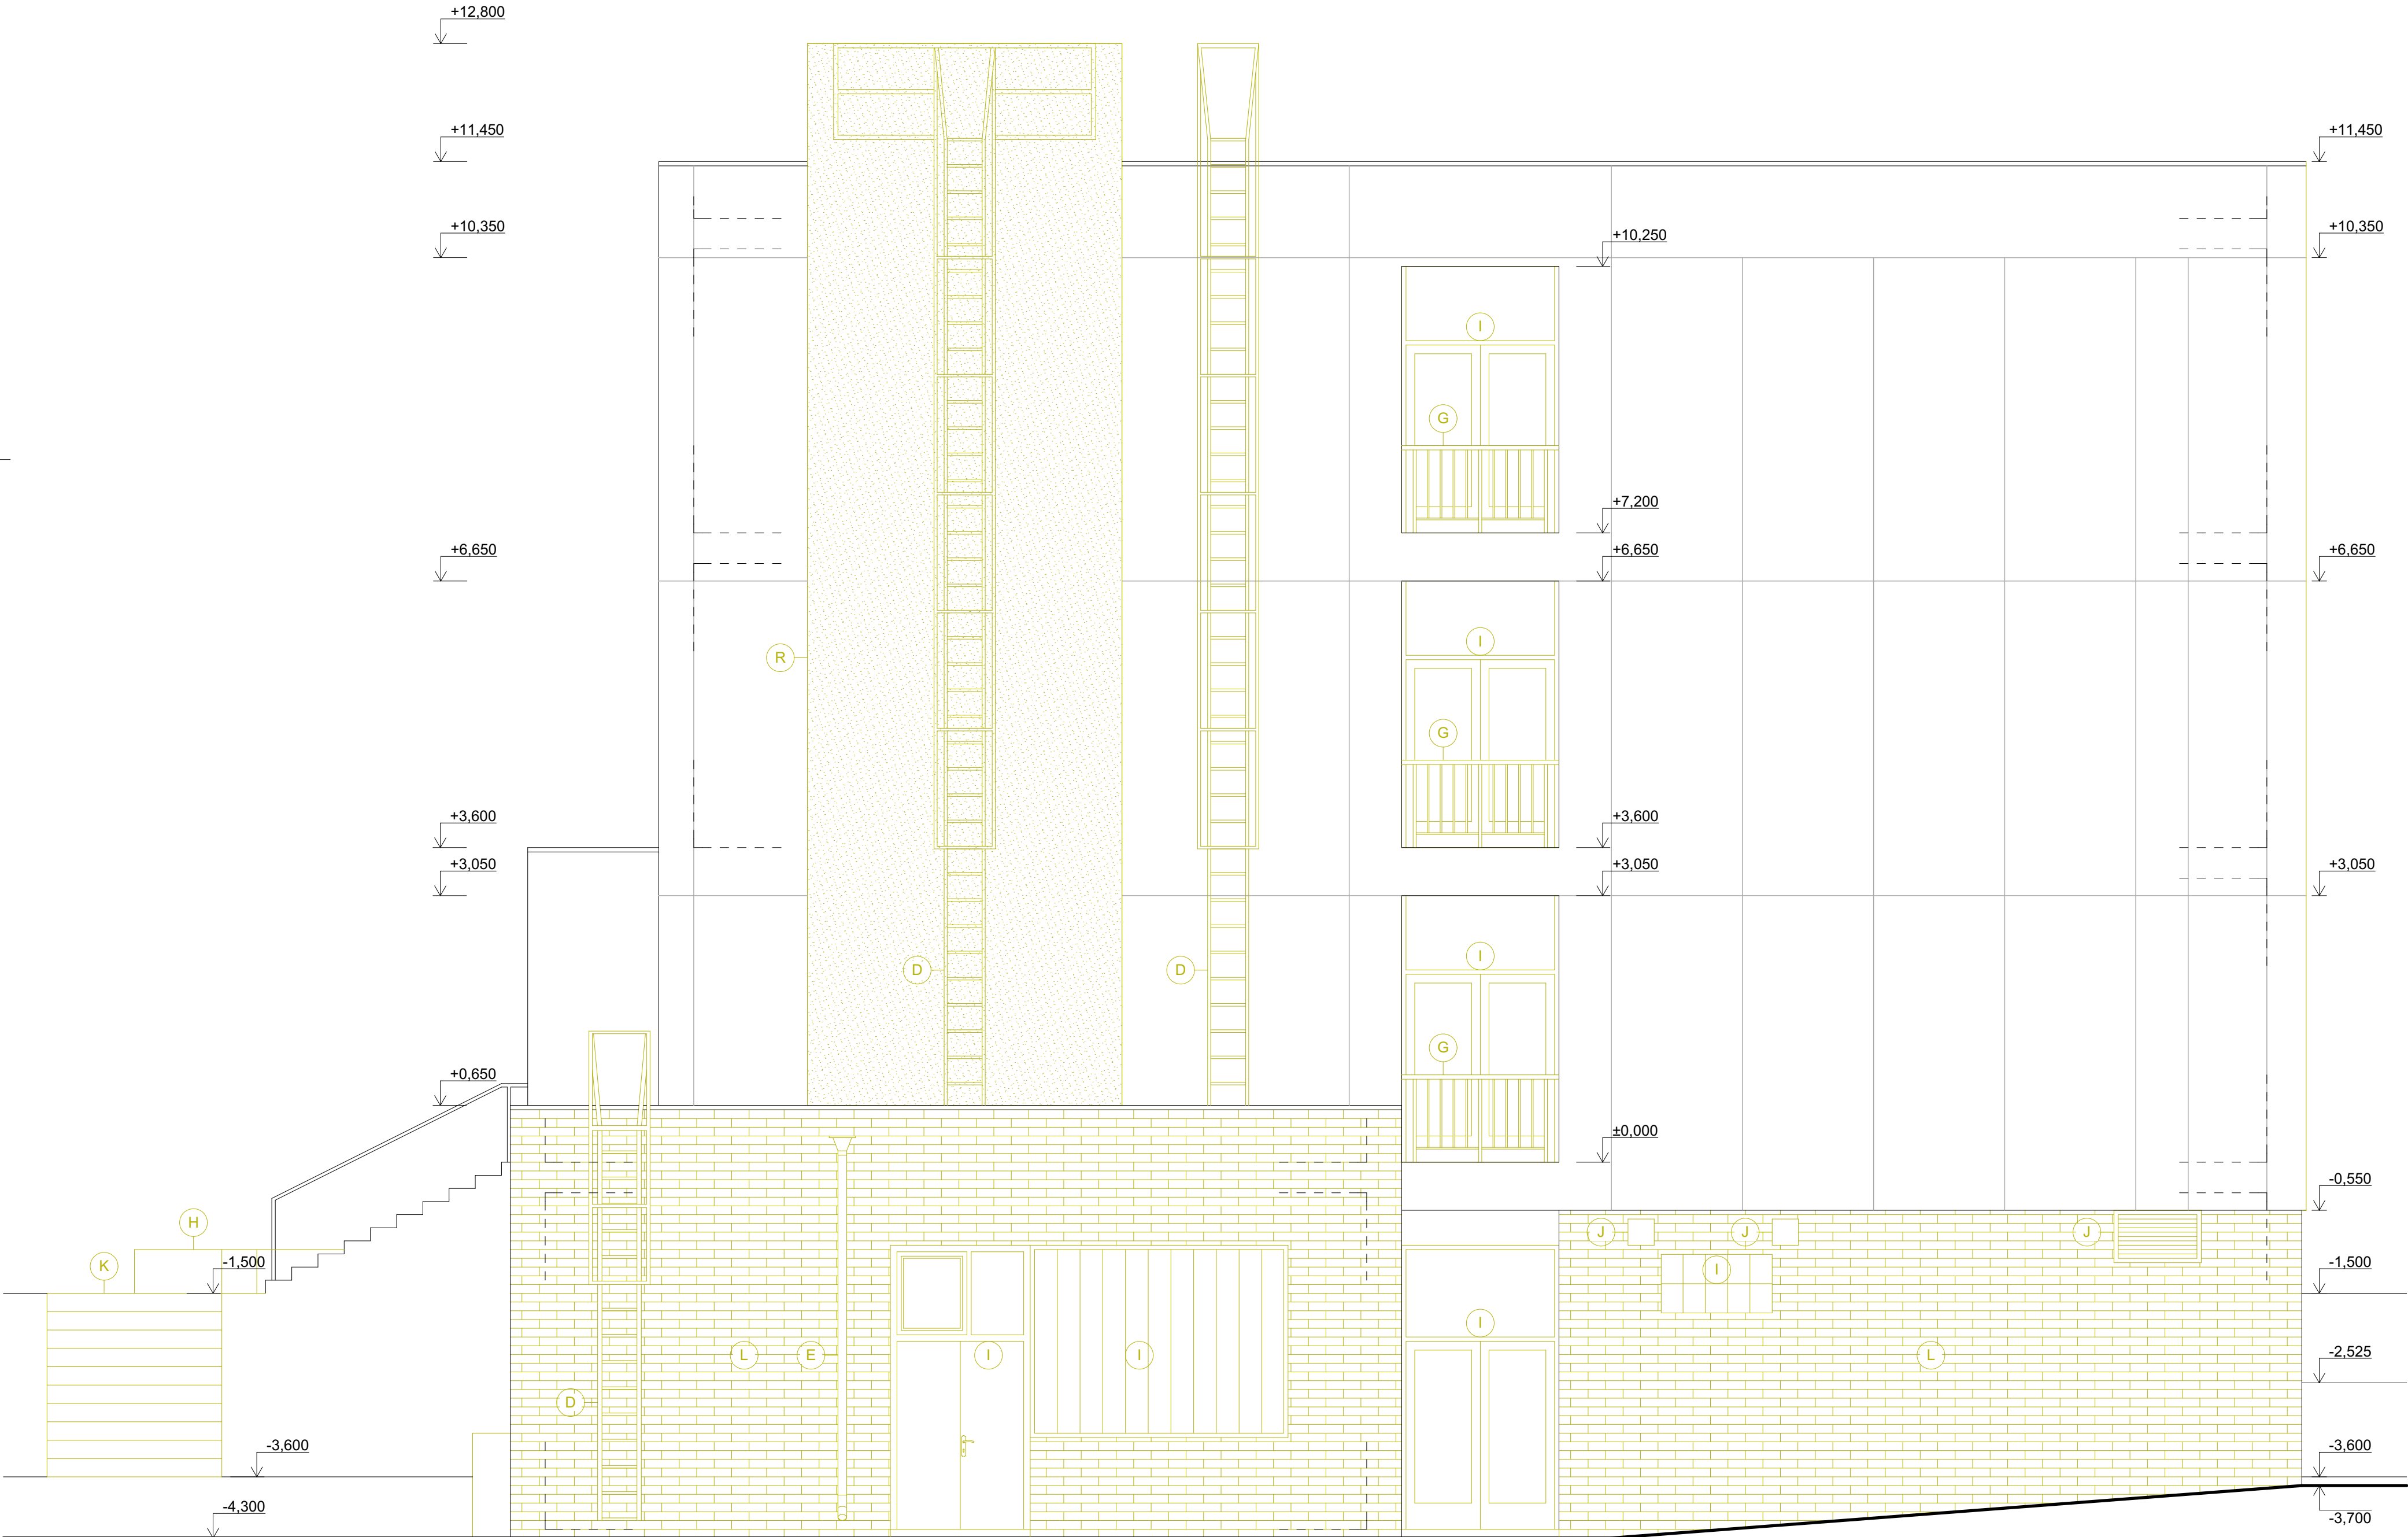 +12,800
+11,450
+11,450
+10,350
+10,250
+10,350
I
G
+7,200
+6,650
+6,650
+6,650
I
R
G
+3,600
+3,600
+3,050
+3,050
+3,050
I
D
D
G
+0,650
±0,000
-0,550
H
J
J
J
K
-1,500
I
-1,500
I
L
E
I
I
L
-2,525
D
-3,600
-3,600
-4,300
-3,700